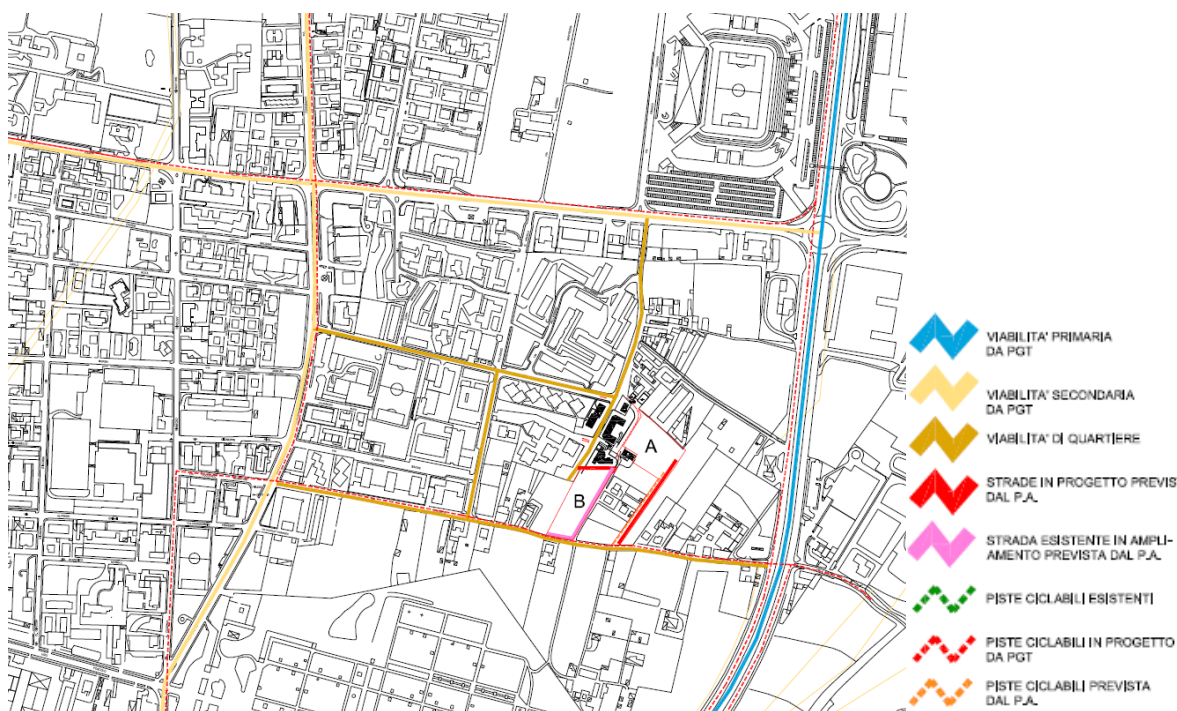 A
B
VIABILITA' PRIMARIA
DA PGT
VIABILITA' SECONDARIA
DA PGT
VIABILITA' DI QUARTIERE
STRADE IN PROGETTO PREVIS
DAL P.A.
STRADA ESISTENTE IN AMPLI-
AMENTO PREVISTA DAL P.A.
PISTE CICLABILI ESISTENTI
PISTE CICLABILI IN PROGETTO
DA PGT
PISTE CICLABILI PREVISTA
DAL P.A.